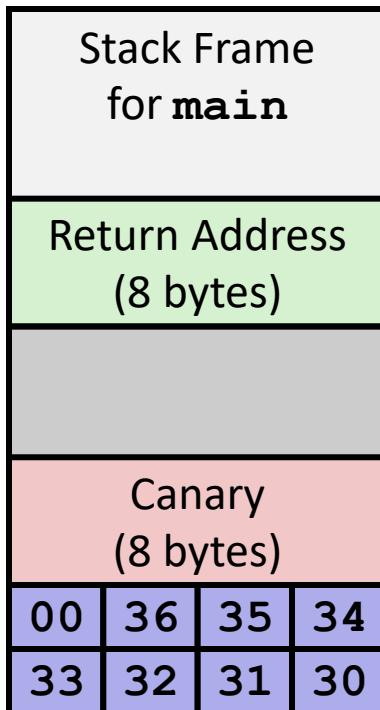 Stack Frame
for main
Return Address
(8 bytes)
Canary
(8 bytes)
00 36 35 34
33 32 31 30